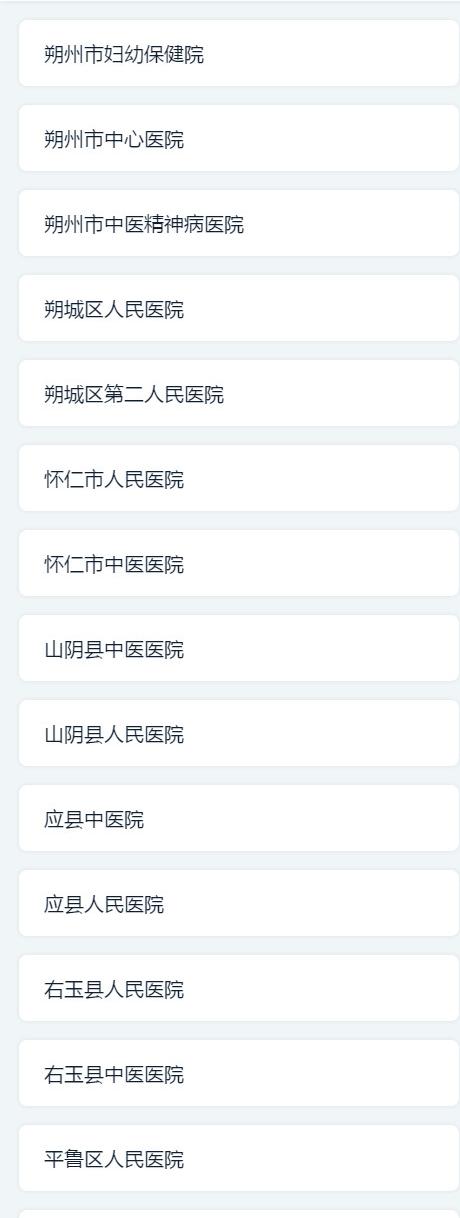 朔州市妇幼保健院
朔州市中心医院
朔州市中医精神病医院
朔城区人民医院
朔城区第二人民医院
怀仁市人民医院
怀仁市中医医院
山阴县中医医院
山阴县人民医院
应县中医院
应县人民医院
右玉县人民医院
右玉县中医医院
平鲁区人民医院